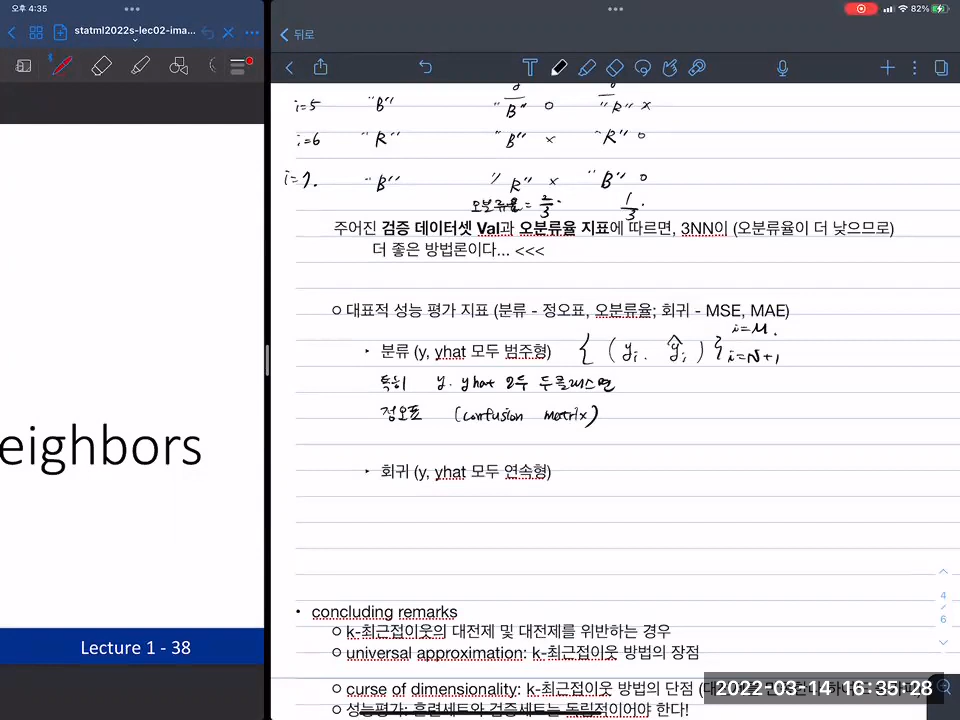 오후 4:35
82%
statml2022s-lec02-ima...
뒤로
i=5 "B" "B" o "R" x
i=6 "R" "B" x "R" o
i=7. "B" "R" x "B" o
오분류율 = 2/3. 1/3.
주어진 검증 데이터셋 Val과 오분류율 지표에 따르면, 3NN이 (오분류율이 더 낮으므로)
더 좋은 방법론이다... <<<
대표적 성능 평가 지표 (분류 - 정오표, 오분류율; 회귀 - MSE, MAE)
분류 (y, yhat 모두 범주형) { (yi. ŷi) } i=M. i=N+1
특히 y. yhat 모두 두클래스면
정오표 (confusion matrix)
회귀 (y, yhat 모두 연속형)
eighbors
Lecture 1 - 38
• concluding remarks
k-최근접이웃의 대전제 및 대전제를 위반하는 경우
universal approximation: k-최근접이웃 방법의 장점
curse of dimensionality: k-최근접이웃 방법의 단점
성능평가: 훈련세트와 검증세트는 독립적이어야 한다!
4
/
6
2022-03-14 16:35:28